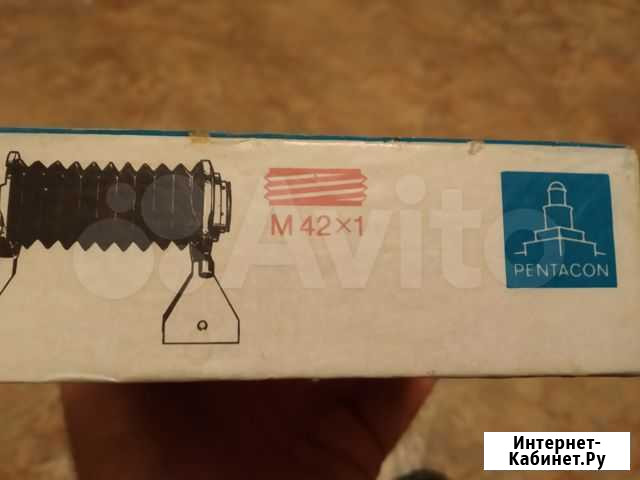 M 42×1
PENTACON
Avito
Интернет-
Кабинет.Ру